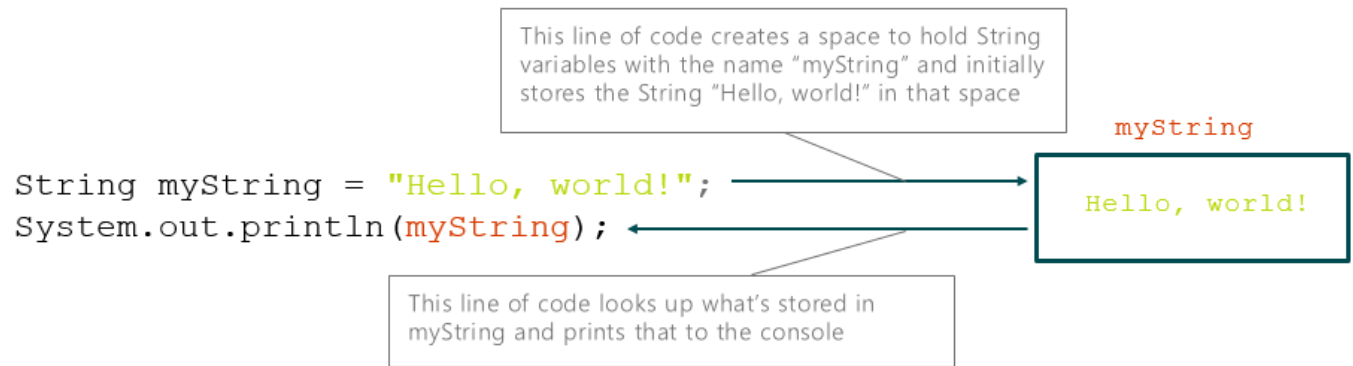 This line of code creates a space to hold String
variables with the name “myString” and initially
stores the String “Hello, world!” in that space
myString
String myString = "Hello, world!";
Hello, world!
System.out.println(myString);
This line of code looks up what’s stored in
myString and prints that to the console